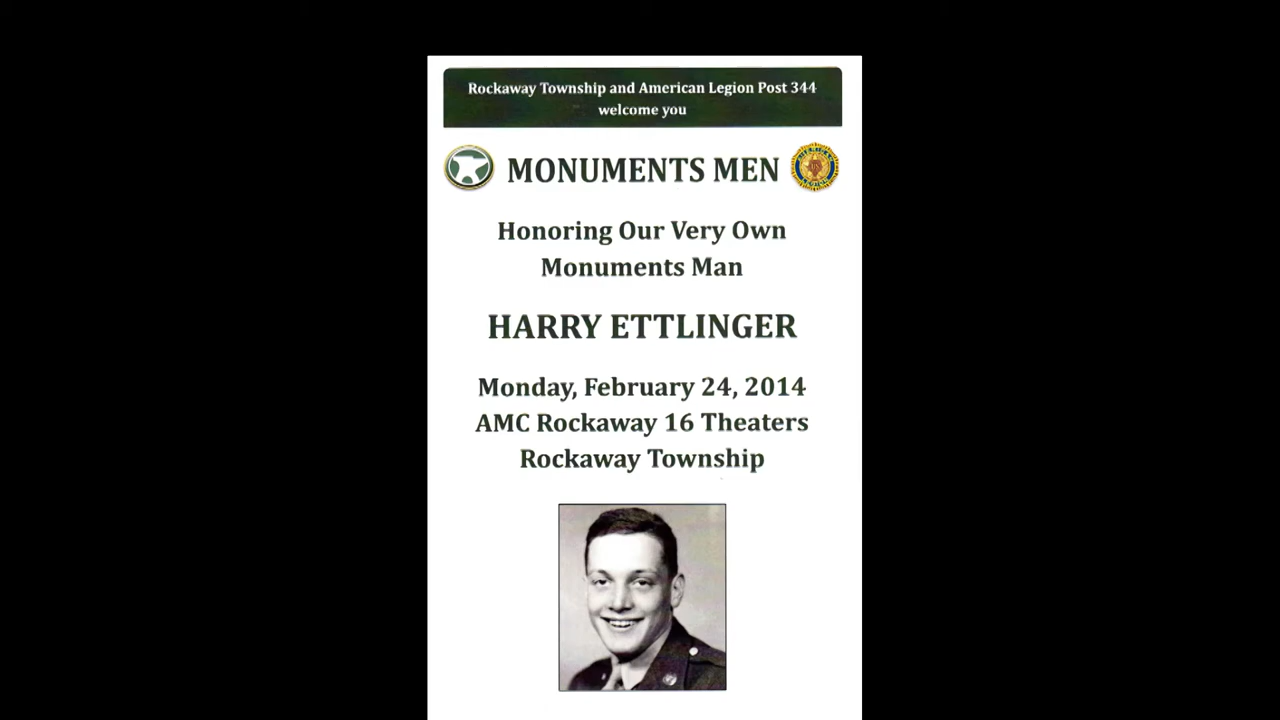 Rockaway Township and American Legion Post 344
welcome you
MONUMENTS MEN
Honoring Our Very Own
Monuments Man
HARRY ETTLINGER
Monday, February 24, 2014
AMC Rockaway 16 Theaters
Rockaway Township